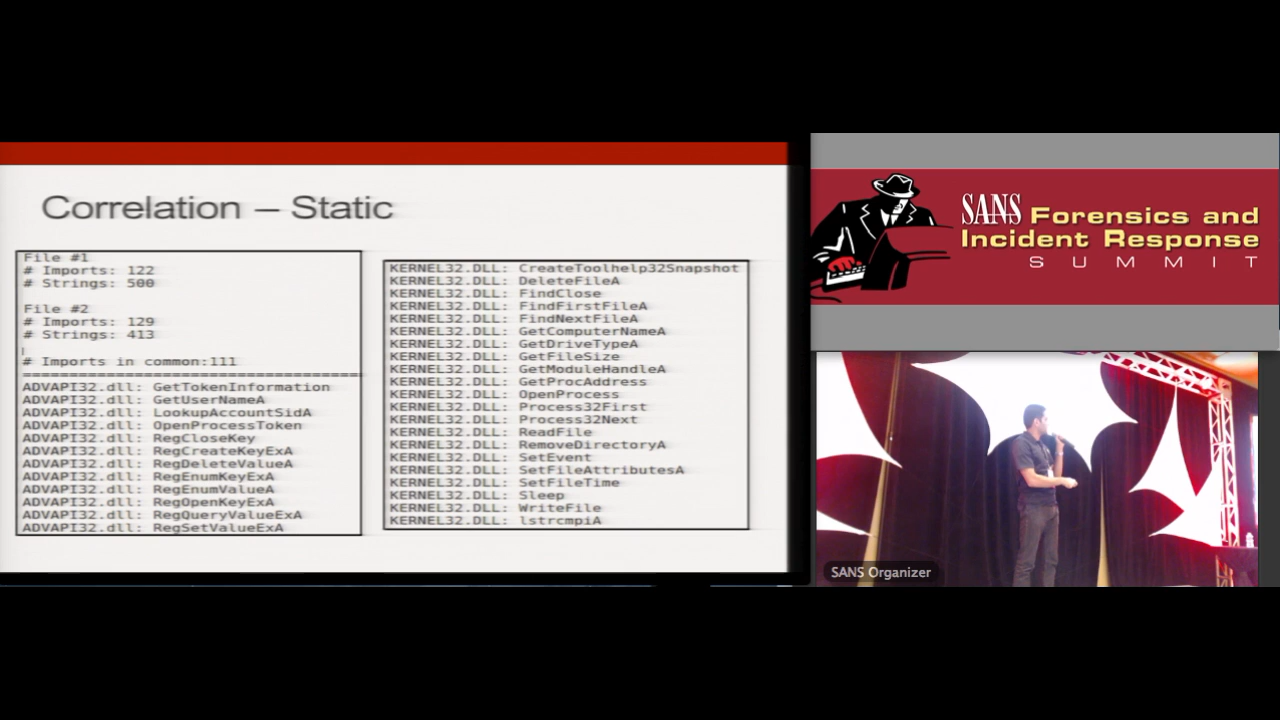 Correlation – Static
File #1
# Imports: 122
# Strings: 500
File #2
# Imports: 129
# Strings: 413
# Imports in common:111
==========================================
ADVAPI32.dll: GetTokenInformation
ADVAPI32.dll: GetUserNameA
ADVAPI32.dll: LookupAccountSidA
ADVAPI32.dll: OpenProcessToken
ADVAPI32.dll: RegCloseKey
ADVAPI32.dll: RegCreateKeyExA
ADVAPI32.dll: RegDeleteValueA
ADVAPI32.dll: RegEnumKeyExA
ADVAPI32.dll: RegEnumValueA
ADVAPI32.dll: RegOpenKeyExA
ADVAPI32.dll: RegQueryValueExA
ADVAPI32.dll: RegSetValueExA
KERNEL32.DLL: CreateToolhelp32Snapshot
KERNEL32.DLL: DeleteFileA
KERNEL32.DLL: FindClose
KERNEL32.DLL: FindFirstFileA
KERNEL32.DLL: FindNextFileA
KERNEL32.DLL: GetComputerNameA
KERNEL32.DLL: GetDriveTypeA
KERNEL32.DLL: GetFileSize
KERNEL32.DLL: GetModuleHandleA
KERNEL32.DLL: GetProcAddress
KERNEL32.DLL: OpenProcess
KERNEL32.DLL: Process32First
KERNEL32.DLL: Process32Next
KERNEL32.DLL: ReadFile
KERNEL32.DLL: RemoveDirectoryA
KERNEL32.DLL: SetEvent
KERNEL32.DLL: SetFileAttributesA
KERNEL32.DLL: SetFileTime
KERNEL32.DLL: Sleep
KERNEL32.DLL: WriteFile
KERNEL32.DLL: lstrcmpiA
SANS Forensics and
Incident Response
SUMMIT
SANS Organizer